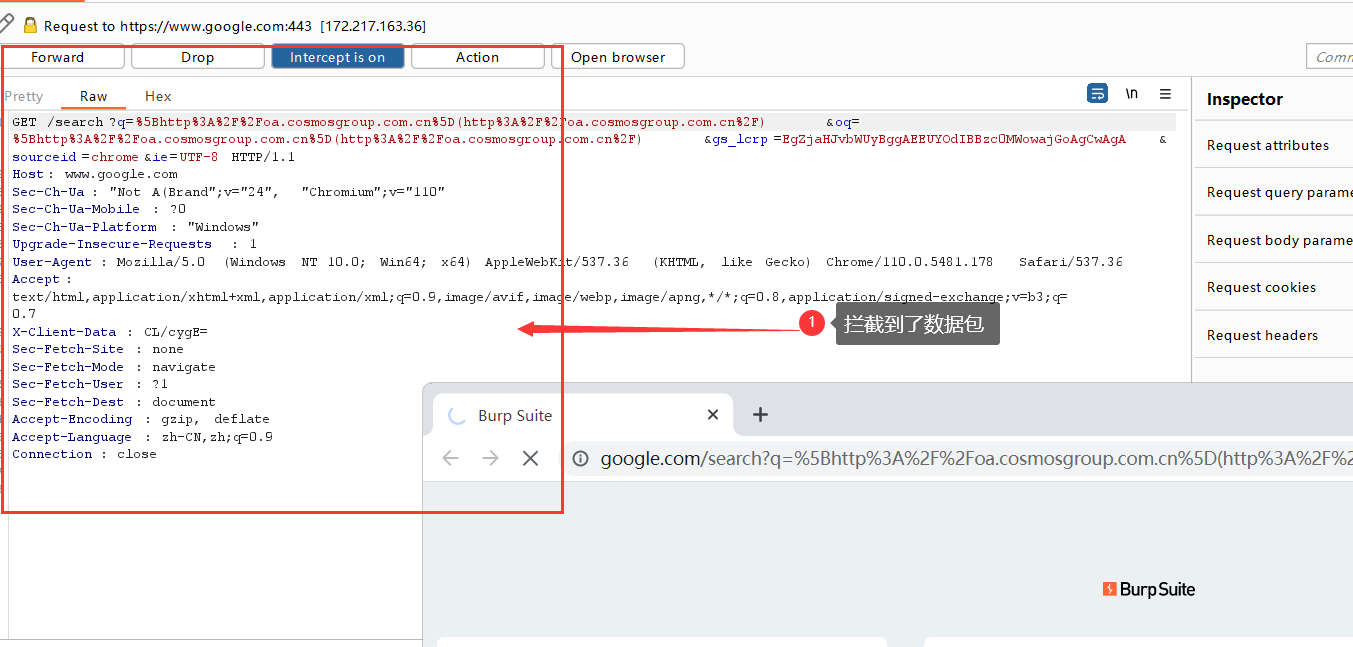 Request to https://www.google.com:443 [172.217.163.36]
Forward Drop Intercept is on Action Open browser Comm
Pretty Raw Hex \n Inspector
GET /search?q=%5Bhttp%3A%2F%2Foa.cosmosgroup.com.cn%5D(http%3A%2F%2Foa.cosmosgroup.com.cn%2F) &oq=
%5Bhttp%3A%2F%2Foa.cosmosgroup.com.cn%5D(http%3A%2F%2Foa.cosmosgroup.com.cn%2F) &gs_lcrp=EgZjaHJvbWUyBggAEEUYOdIBBzc0MWowajGoAgCwAgA &
sourceid=chrome&ie=UTF-8 HTTP/1.1
Host: www.google.com
Sec-Ch-Ua: "Not A(Brand";v="24", "Chromium";v="110"
Sec-Ch-Ua-Mobile: ?0
Sec-Ch-Ua-Platform: "Windows"
Upgrade-Insecure-Requests: 1
User-Agent: Mozilla/5.0 (Windows NT 10.0; Win64; x64) AppleWebKit/537.36 (KHTML, like Gecko) Chrome/110.0.5481.178 Safari/537.36
Accept:
text/html,application/xhtml+xml,application/xml;q=0.9,image/avif,image/webp,image/apng,*/*;q=0.8,application/signed-exchange;v=b3;q=
0.7
X-Client-Data: CL/cygE=
Sec-Fetch-Site: none
Sec-Fetch-Mode: navigate
Sec-Fetch-User: ?1
Sec-Fetch-Dest: document
Accept-Encoding: gzip, deflate
Accept-Language: zh-CN,zh;q=0.9
Connection: close
Request attributes
Request query parame
Request body parame
Request cookies
Request headers
1 拦截到了数据包
Burp Suite
google.com/search?q=%5Bhttp%3A%2F%2Foa.cosmosgroup.com.cn%5D(http%3A%2F%2
Burp Suite